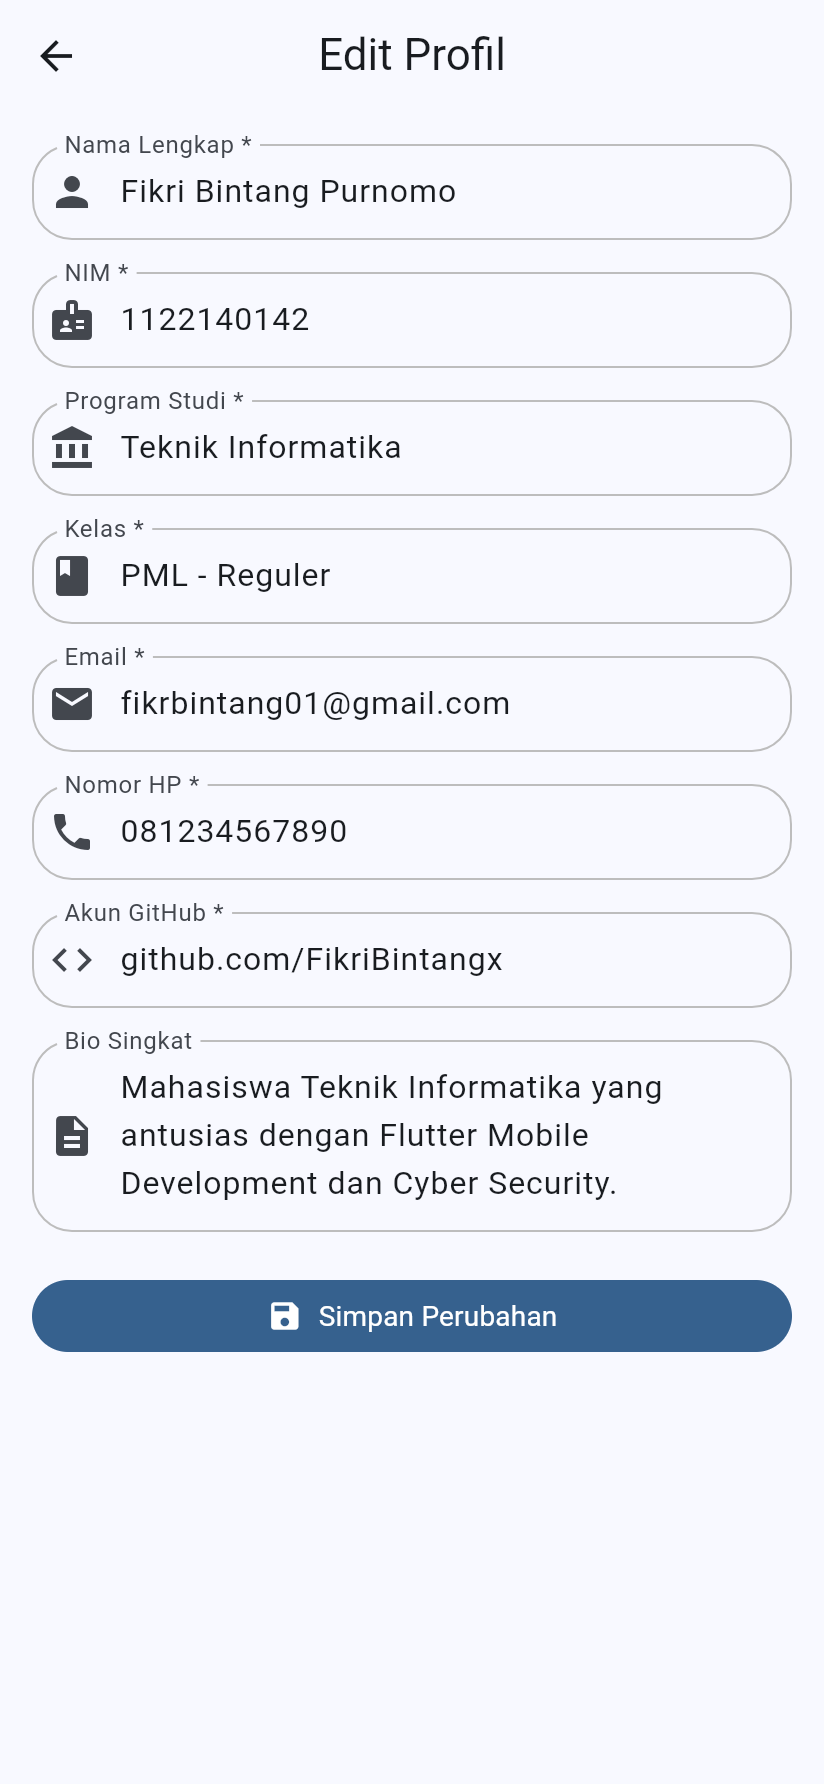 Edit Profil
Nama Lengkap *
Fikri Bintang Purnomo
NIM *
1122140142
Program Studi *
Teknik Informatika
Kelas *
PML - Reguler
Email *
fikrbintang01@gmail.com
Nomor HP *
081234567890
Akun GitHub *
github.com/FikriBintangx
Bio Singkat
Mahasiswa Teknik Informatika yang
antusias dengan Flutter Mobile
Development dan Cyber Security.
Simpan Perubahan